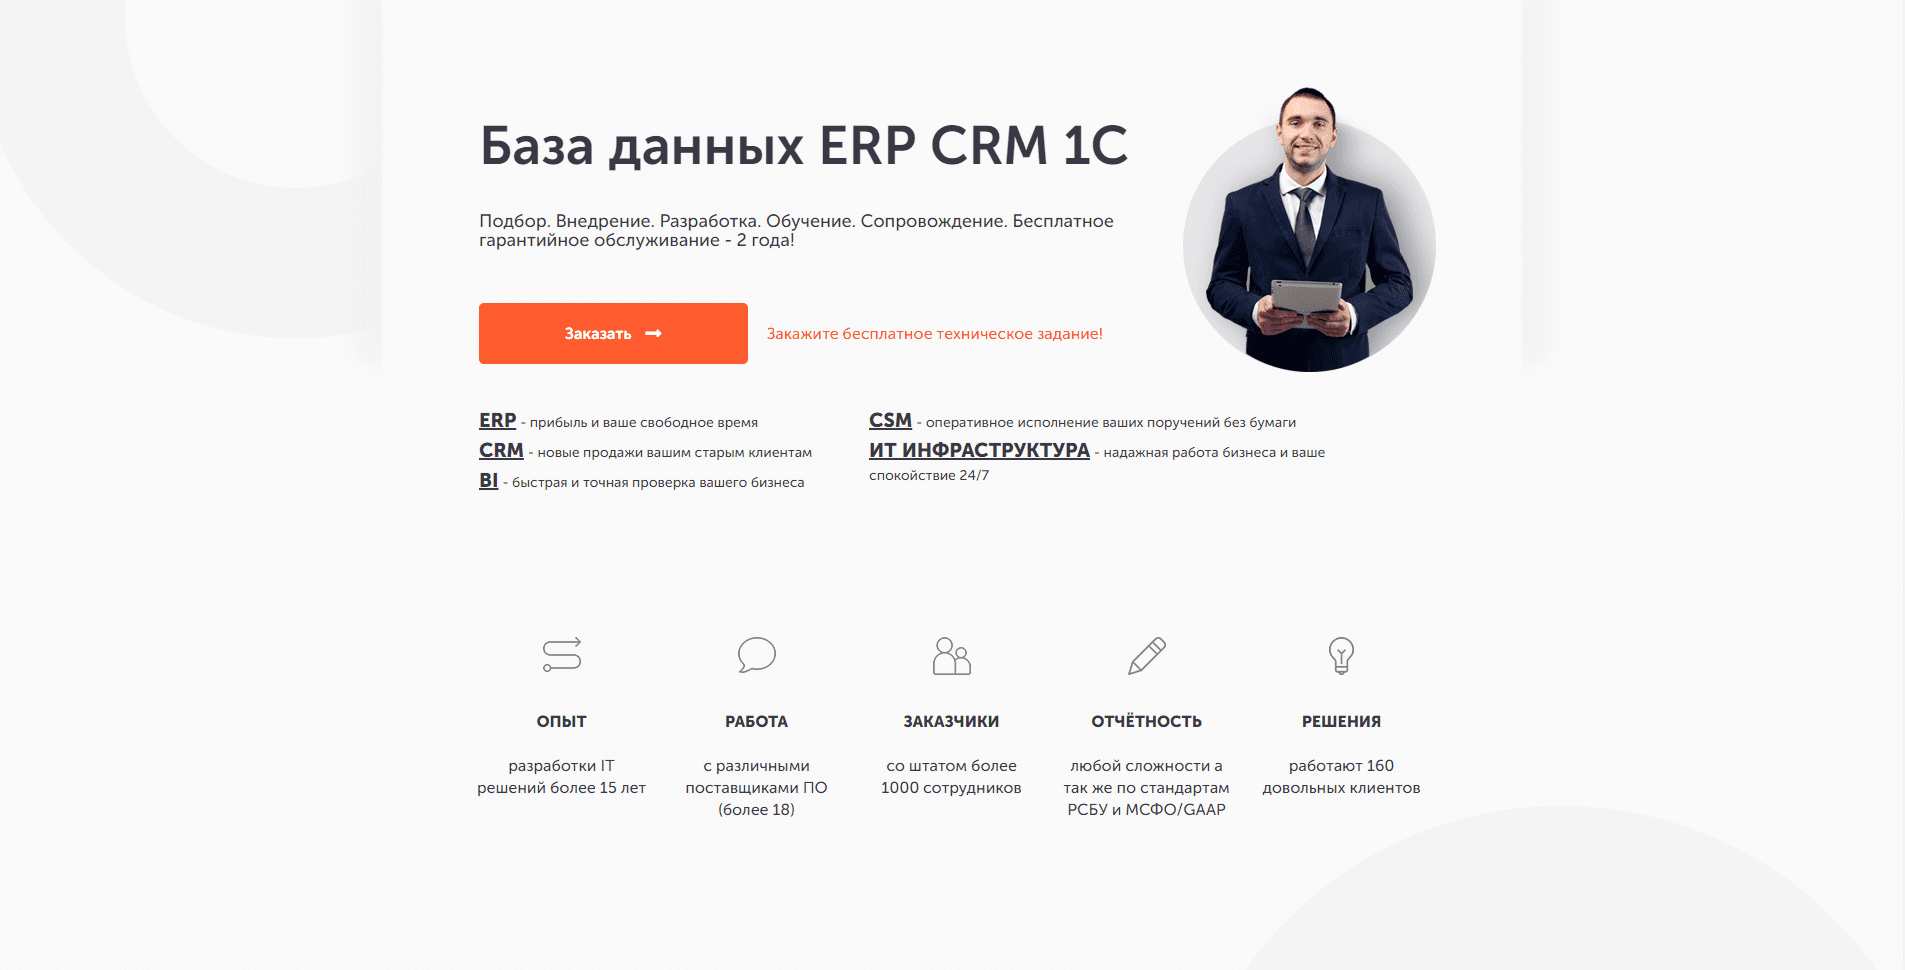 База данных ERP CRM 1C
Подбор. Внедрение. Разработка. Обучение. Сопровождение. Бесплатное
гарантийное обслуживание - 2 года!
Заказать
Закажите бесплатное техническое задание!
ERP - прибыль и ваше свободное время
CRM - новые продажи вашим старым клиентам
BI - быстрая и точная проверка вашего бизнеса
CSM - оперативное исполнение ваших поручений без бумаги
ИТ ИНФРАСТРУКТУРА - надажная работа бизнеса и ваше
спокойствие 24/7
ОПЫТ
разработки IT
решений более 15 лет
РАБОТА
с различными
поставщиками ПО
(более 18)
ЗАКАЗЧИКИ
со штатом более
1000 сотрудников
ОТЧЁТНОСТЬ
любой сложности а
так же по стандартам
РСБУ и МСФО/GAAP
РЕШЕНИЯ
работают 160
довольных клиентов